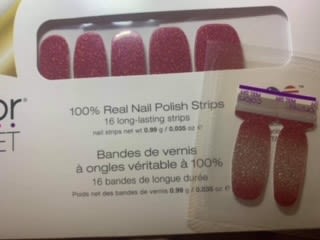 or
ET
100% Real Nail Polish Strips
16 long-lasting strips
nail strips net wt 0.99 g / 0.035 oz ℮
Bandes de vernis
à ongles véritable à 100%
16 bandes longue durée
Poids net des bandes de vernis 0.99 g / 0.035 oz ℮